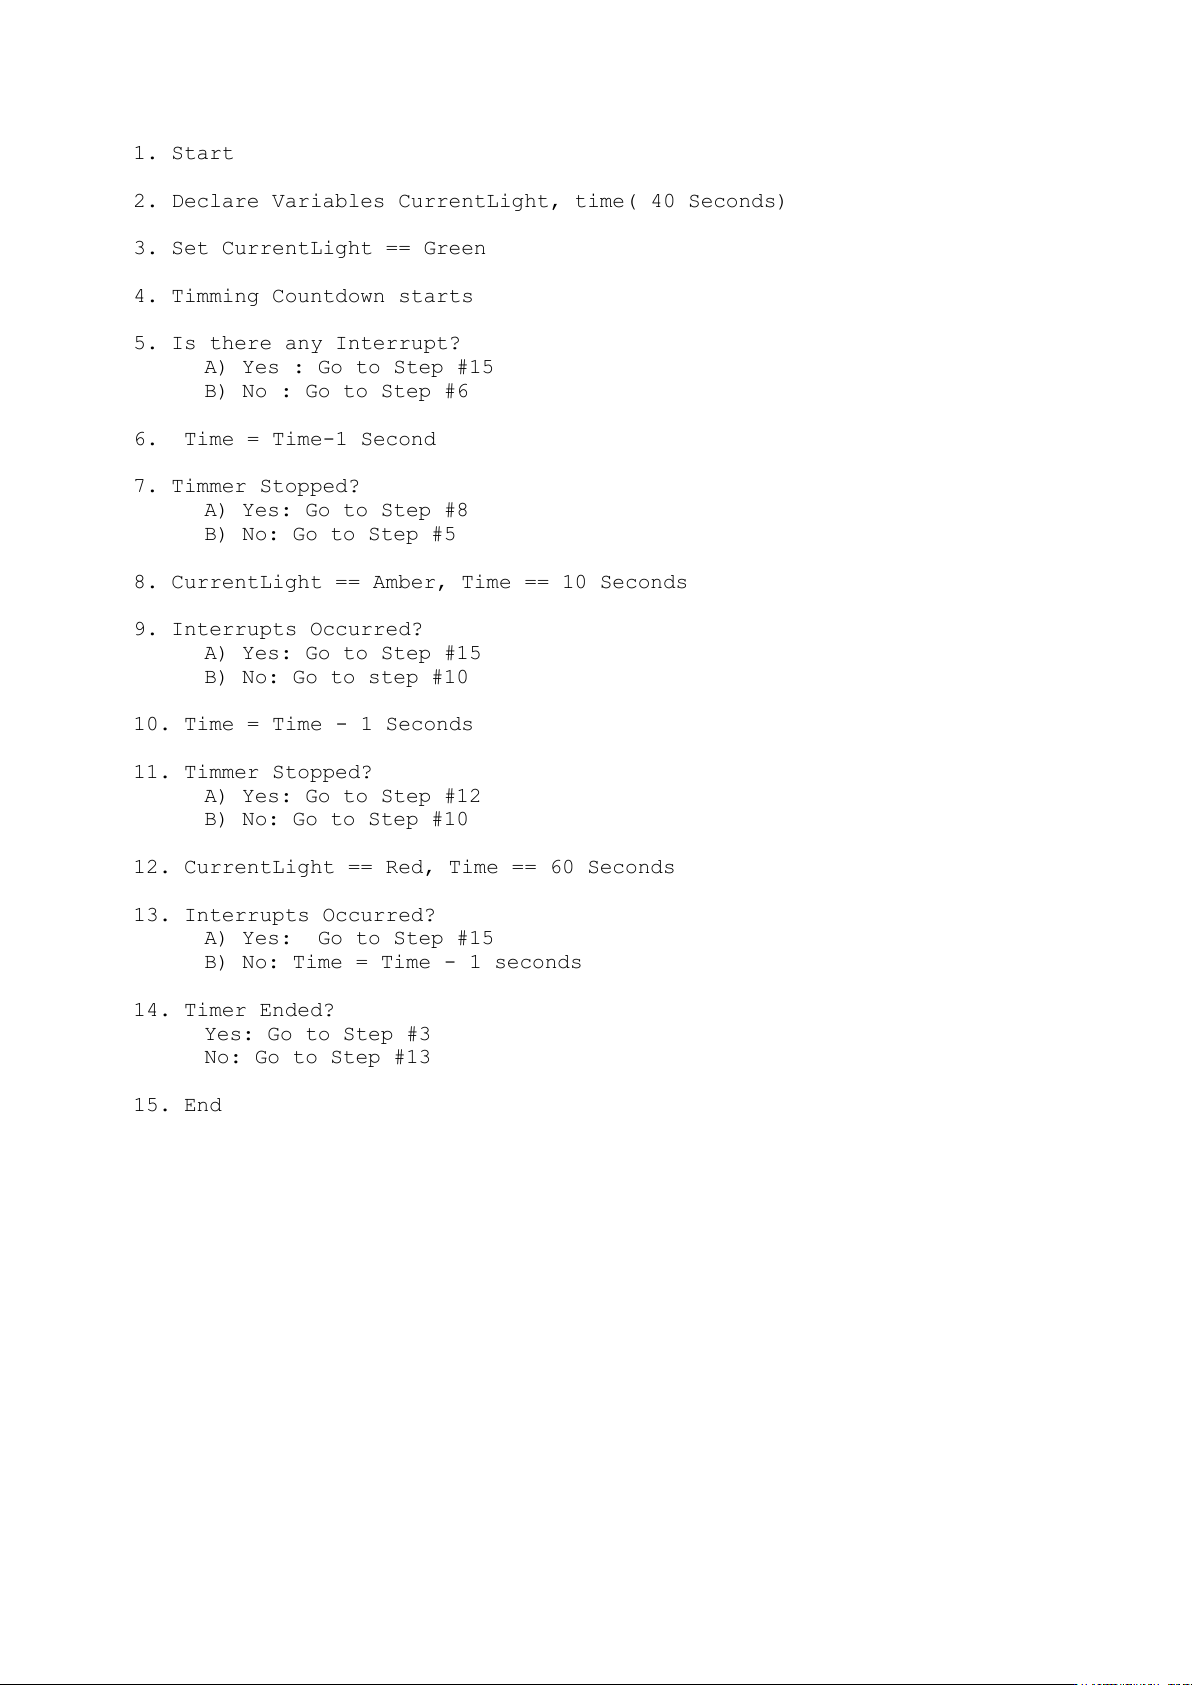 1. Start
2. Declare Variables CurrentLight, time( 40 Seconds)
3. Set CurrentLight == Green
4. Timming Countdown starts
5. Is there any Interrupt?
A) Yes : Go to Step #15
B) No : Go to Step #6
6.  Time = Time-1 Second
7. Timmer Stopped?
A) Yes: Go to Step #8
B) No: Go to Step #5
8. CurrentLight == Amber, Time == 10 Seconds
9. Interrupts Occurred?
A) Yes: Go to Step #15
B) No: Go to step #10
10. Time = Time - 1 Seconds
11. Timmer Stopped?
A) Yes: Go to Step #12
B) No: Go to Step #10
12. CurrentLight == Red, Time == 60 Seconds
13. Interrupts Occurred?
A) Yes:  Go to Step #15
B) No: Time = Time - 1 seconds
14. Timer Ended?
Yes: Go to Step #3
No: Go to Step #13
15. End